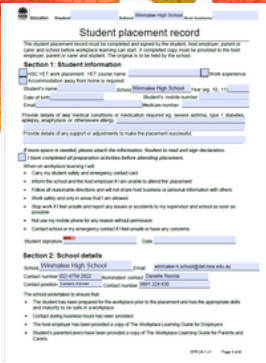 Education Student School Winmalee High School Host business
Student placement record
The student placement record must be completed and signed by the student, host employer, parent or
carer and school before workplace learning can start. A completed copy must be provided to the host
employer, parent or carer and student. The original is to be held by the school.
Section 1: Student information
HSC VET work placement VET course name Work experience
Accommodation away from home is required.
Student's name School Winmalee High School Year (eg. 10, 11)
Date of birth Student's mobile number
Email Medicare number
Provide details of any medical conditions or medication required eg. severe asthma, type 1 diabetes,
epilepsy, anaphylaxis or other severe allergy
Provide details of any support or adjustments to make the placement successful.
If more space is needed, please attach the information. Student to read and sign declaration.
I have completed all preparation activities before attending placement.
When on workplace learning I will:
• Carry my student safety and emergency contact card
• Inform the school and the host employer if I am unable to attend the placement
• Follow all reasonable directions and will not share host business or personal information with others
• Work safely and only in areas that I am allowed
• Stop work if I feel unsafe and report any issues or accidents to my supervisor and school as soon as
possible
• Not use my mobile phone for any reason without permission
• Contact school or my emergency contact if I feel unsafe or have any concerns.
Student signature Date
Section 2: School details
School Winmalee High School Email winmalee-h.school@det.nsw.edu.au
Contact number 02 4754 2822 Nominated contact Danielle
Contact position Careers Adviser Contact number
The school undertakes to ensure that:
• The student has been prepared for the workplace prior to the placement and has the appropriate skills
and maturity to be safe in a workplace
• Contact during business hours has been provided
• The host employer has been provided a copy of The Workplace Learning Guide for Employers
• Student's parents/carers have been provided a copy of The Workplace Learning Guide for Parents and
Carers.